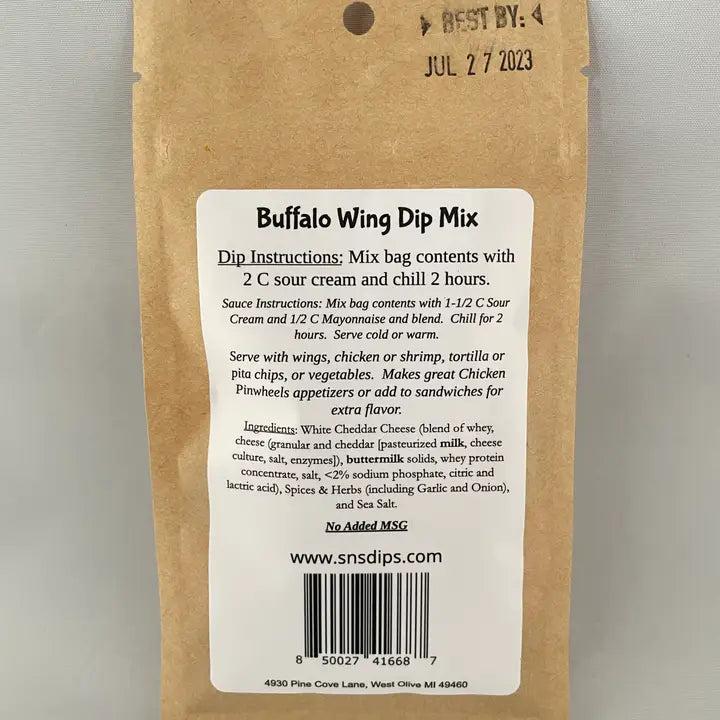 BEST BY:
JUL 27 2023
Buffalo Wing Dip Mix
Dip Instructions: Mix bag contents with
2 C sour cream and chill 2 hours.
Sauce Instructions: Mix bag contents with 1-1/2 C Sour
Cream and 1/2 C Mayonnaise and blend. Chill for 2
hours. Serve cold or warm.
Serve with wings, chicken or shrimp, tortilla or
pita chips, or vegetables. Makes great Chicken
Pinwheels appetizers or add to sandwiches for
extra flavor.
Ingredients: White Cheddar Cheese (blend of whey,
cheese (granular and cheddar [pasteurized milk, cheese
culture, salt, enzymes]), buttermilk solids, whey protein
concentrate, salt, <2% sodium phosphate, citric and
lactric acid), Spices & Herbs (including Garlic and Onion),
and Sea Salt.
No Added MSG
www.snsdips.com
8 50027 41668 7
4930 Pine Cove Lane, West Olive MI 49460